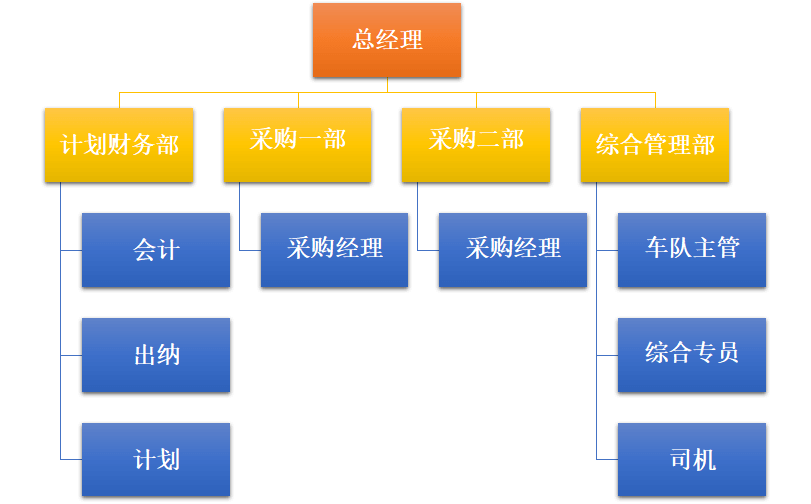 总经理
计划财务部
采购一部
采购二部
综合管理部
会计
采购经理
采购经理
车队主管
出纳
综合专员
计划
司机